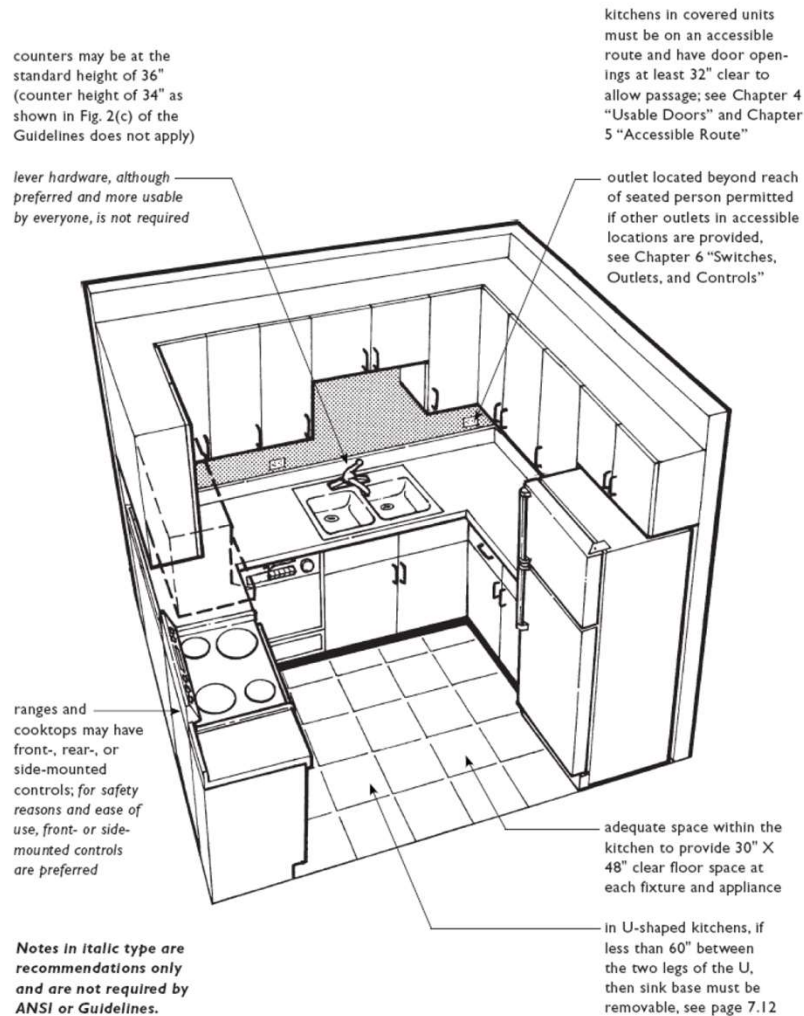 counters may be at the
standard height of 36"
(counter height of 34" as
shown in Fig. 2(c) of the
Guidelines does not apply)
lever hardware, although
preferred and more usable
by everyone, is not required
kitchens in covered units
must be on an accessible
route and have door open-
ings at least 32" clear to
allow passage; see Chapter 4
“Usable Doors” and Chapter
5 “Accessible Route”
outlet located beyond reach
of seated person permitted
if other outlets in accessible
locations are provided,
see Chapter 6 “Switches,
Outlets, and Controls”
ranges and
cooktops may have
front-, rear-, or
side-mounted
controls; for safety
reasons and ease of
use, front- or side-
mounted controls
are preferred
adequate space within the
kitchen to provide 30" X
48" clear floor space at
each fixture and appliance
in U-shaped kitchens, if
less than 60" between
the two legs of the U,
then sink base must be
removable, see page 7.12
Notes in italic type are
recommendations only
and are not required by
ANSI or Guidelines.